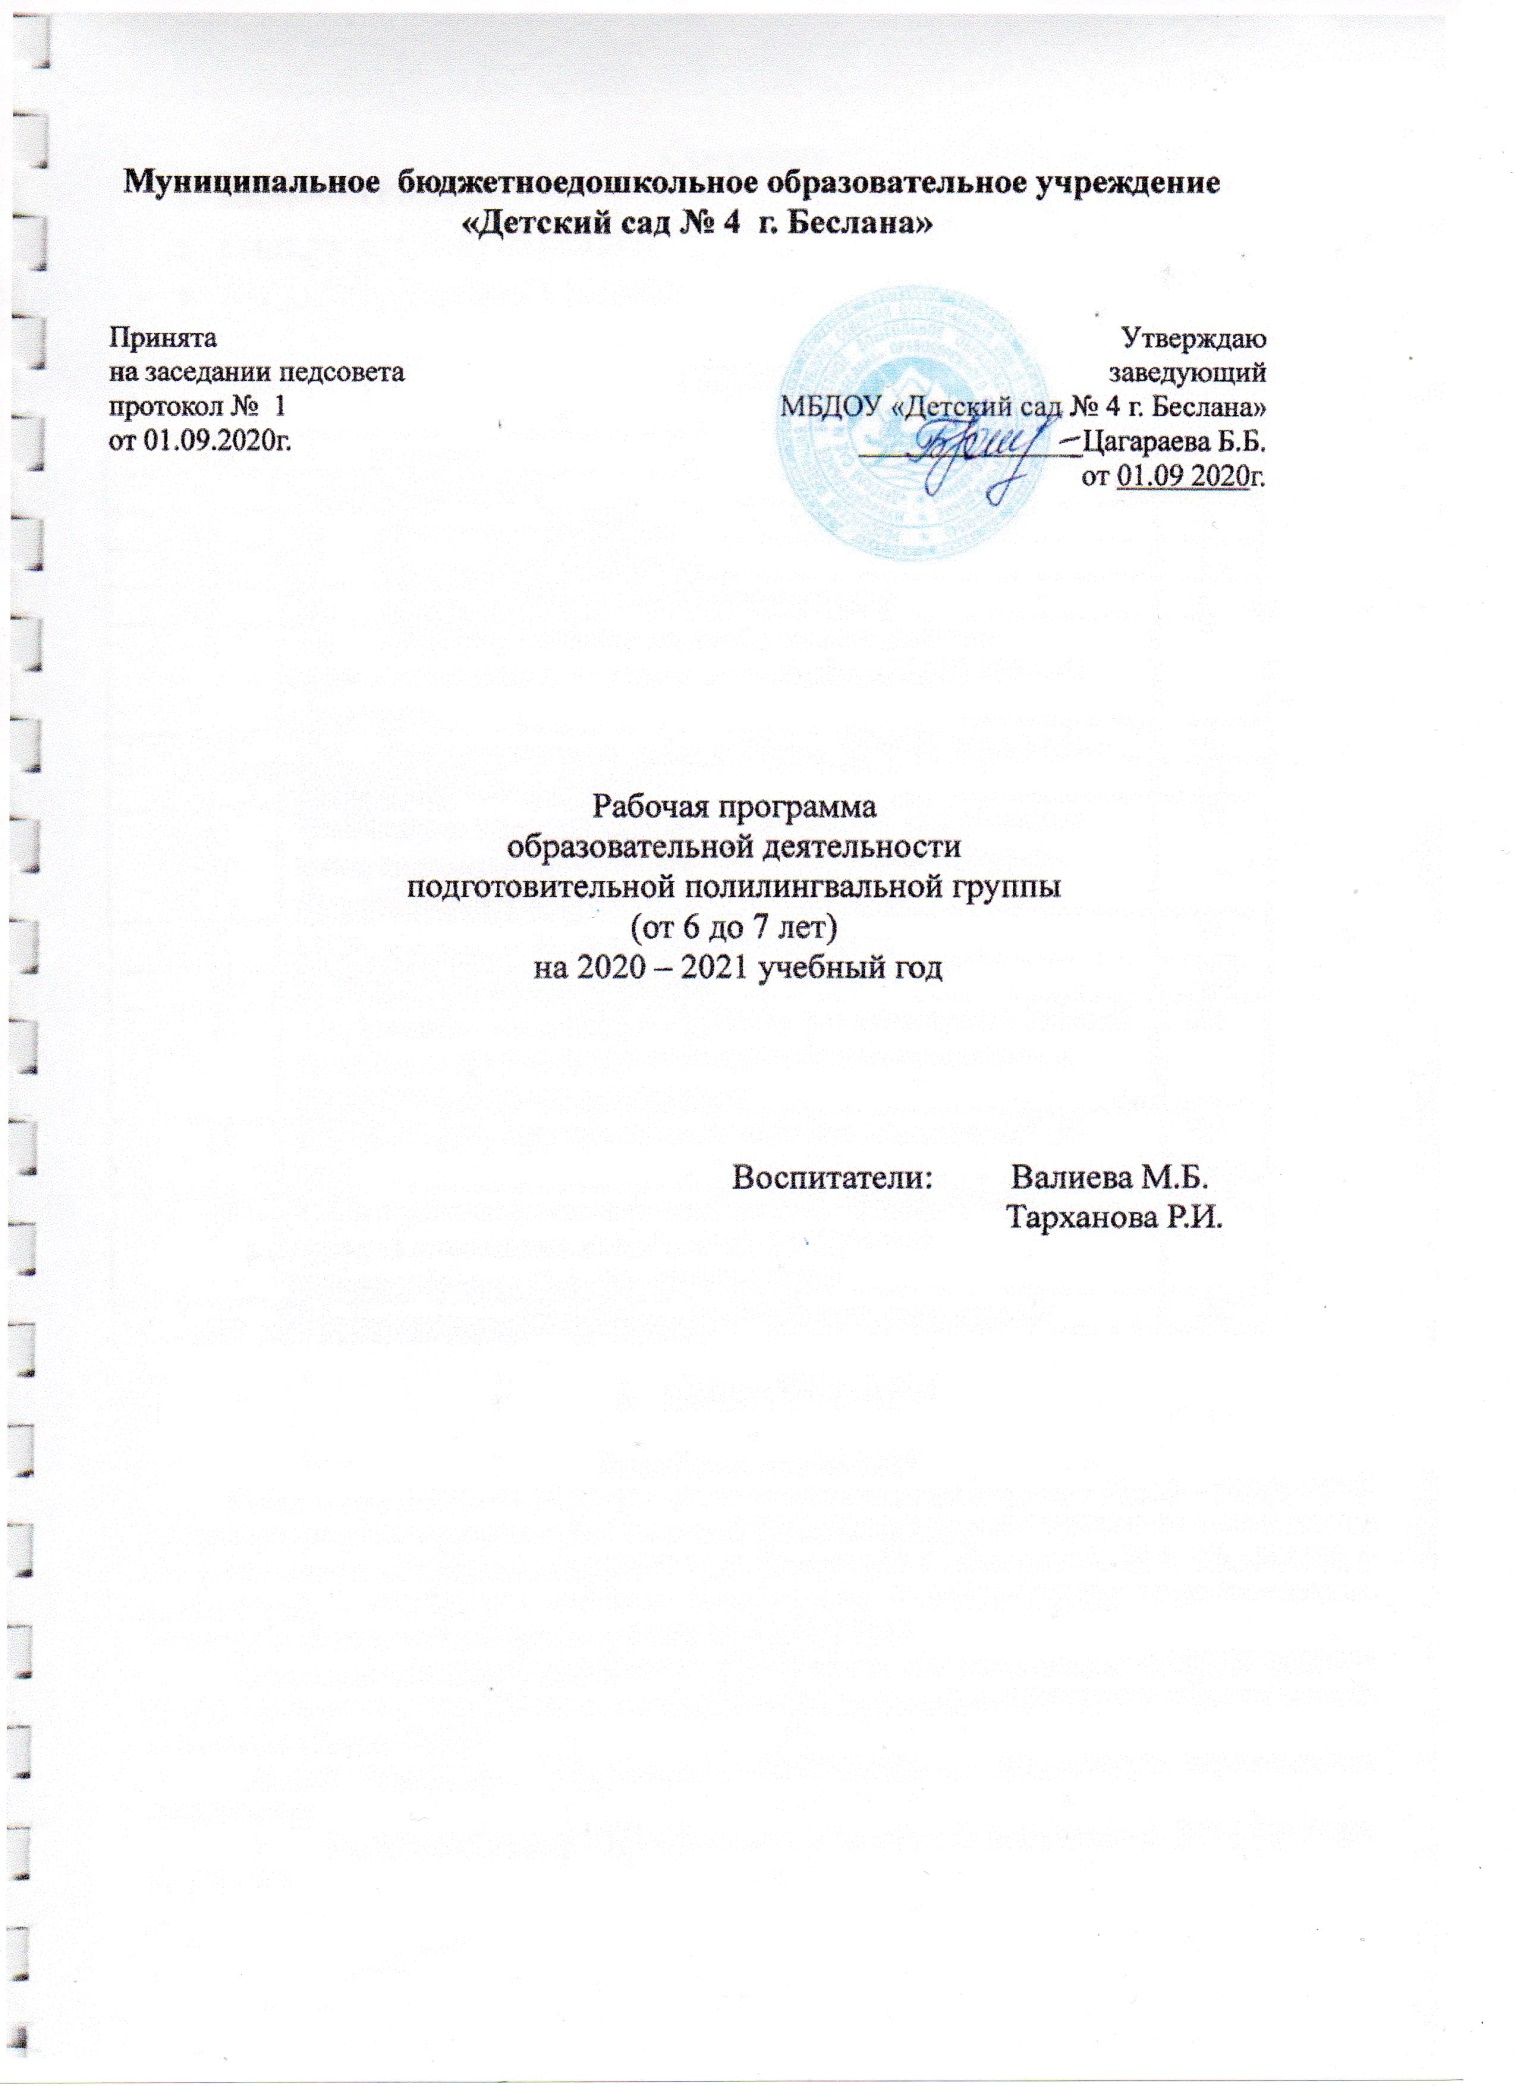 Муниципальное бюджетноедошкольное образовательное учреждение
«Детский сад № 4 г. Беслана»
Принята
на заседании педсовета
протокол № 1
от 01.09.2020г.
Утверждаю
заведующий
МБДОУ «Детский сад № 4 г. Беслана»
Цагараева Б.Б.
от 01.09 2020г.
Рабочая программа
образовательной деятельности
подготовительной полилингвальной группы
(от 6 до 7 лет)
на 2020 – 2021 учебный год
Воспитатели: Валиева М.Б.
Тарханова Р.И.